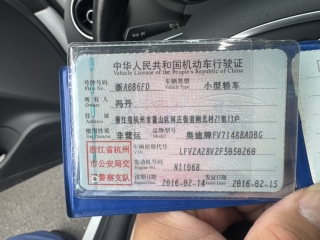 中华人民共和国机动车行驶证
Vehicle License of the People's Republic of China
号牌号码 浙A686FD 车辆类型 小型轿车
Plate No. Vehicle Type
所有人 冯丹
Owner
住址 浙江省杭州市萧山区
Address
使用性质 非营运 品牌型号 奥迪牌FV7148BADBG
浙江省杭州
市公安局交
警察支队
车辆识别代号 LFV2A28V2F5050260
VIN
发动机号码 N11068
Engine No.
注册日期 2016-02-14 发证日期 2016-02-15
Register Date Issue Date